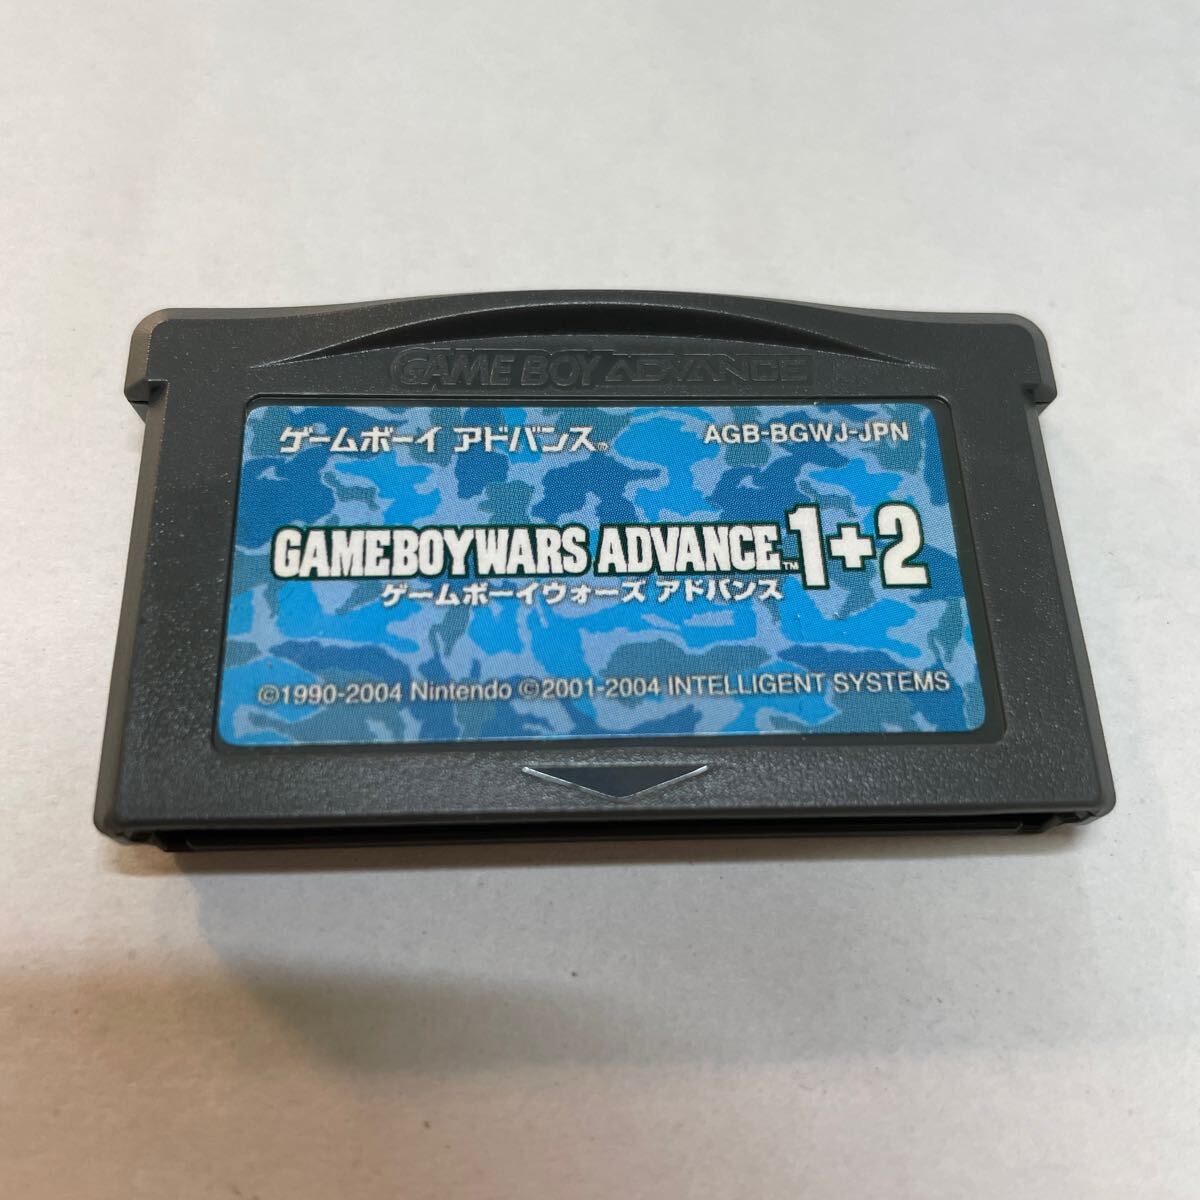 GAME BOY ADVANCE
ゲームボーイ アドバンス® AGB-BGWJ-JPN
GAMEBOYWARS ADVANCE™1+2
ゲームボーイウォーズ アドバンス
©1990-2004 Nintendo ©2001-2004 INTELLIGENT SYSTEMS